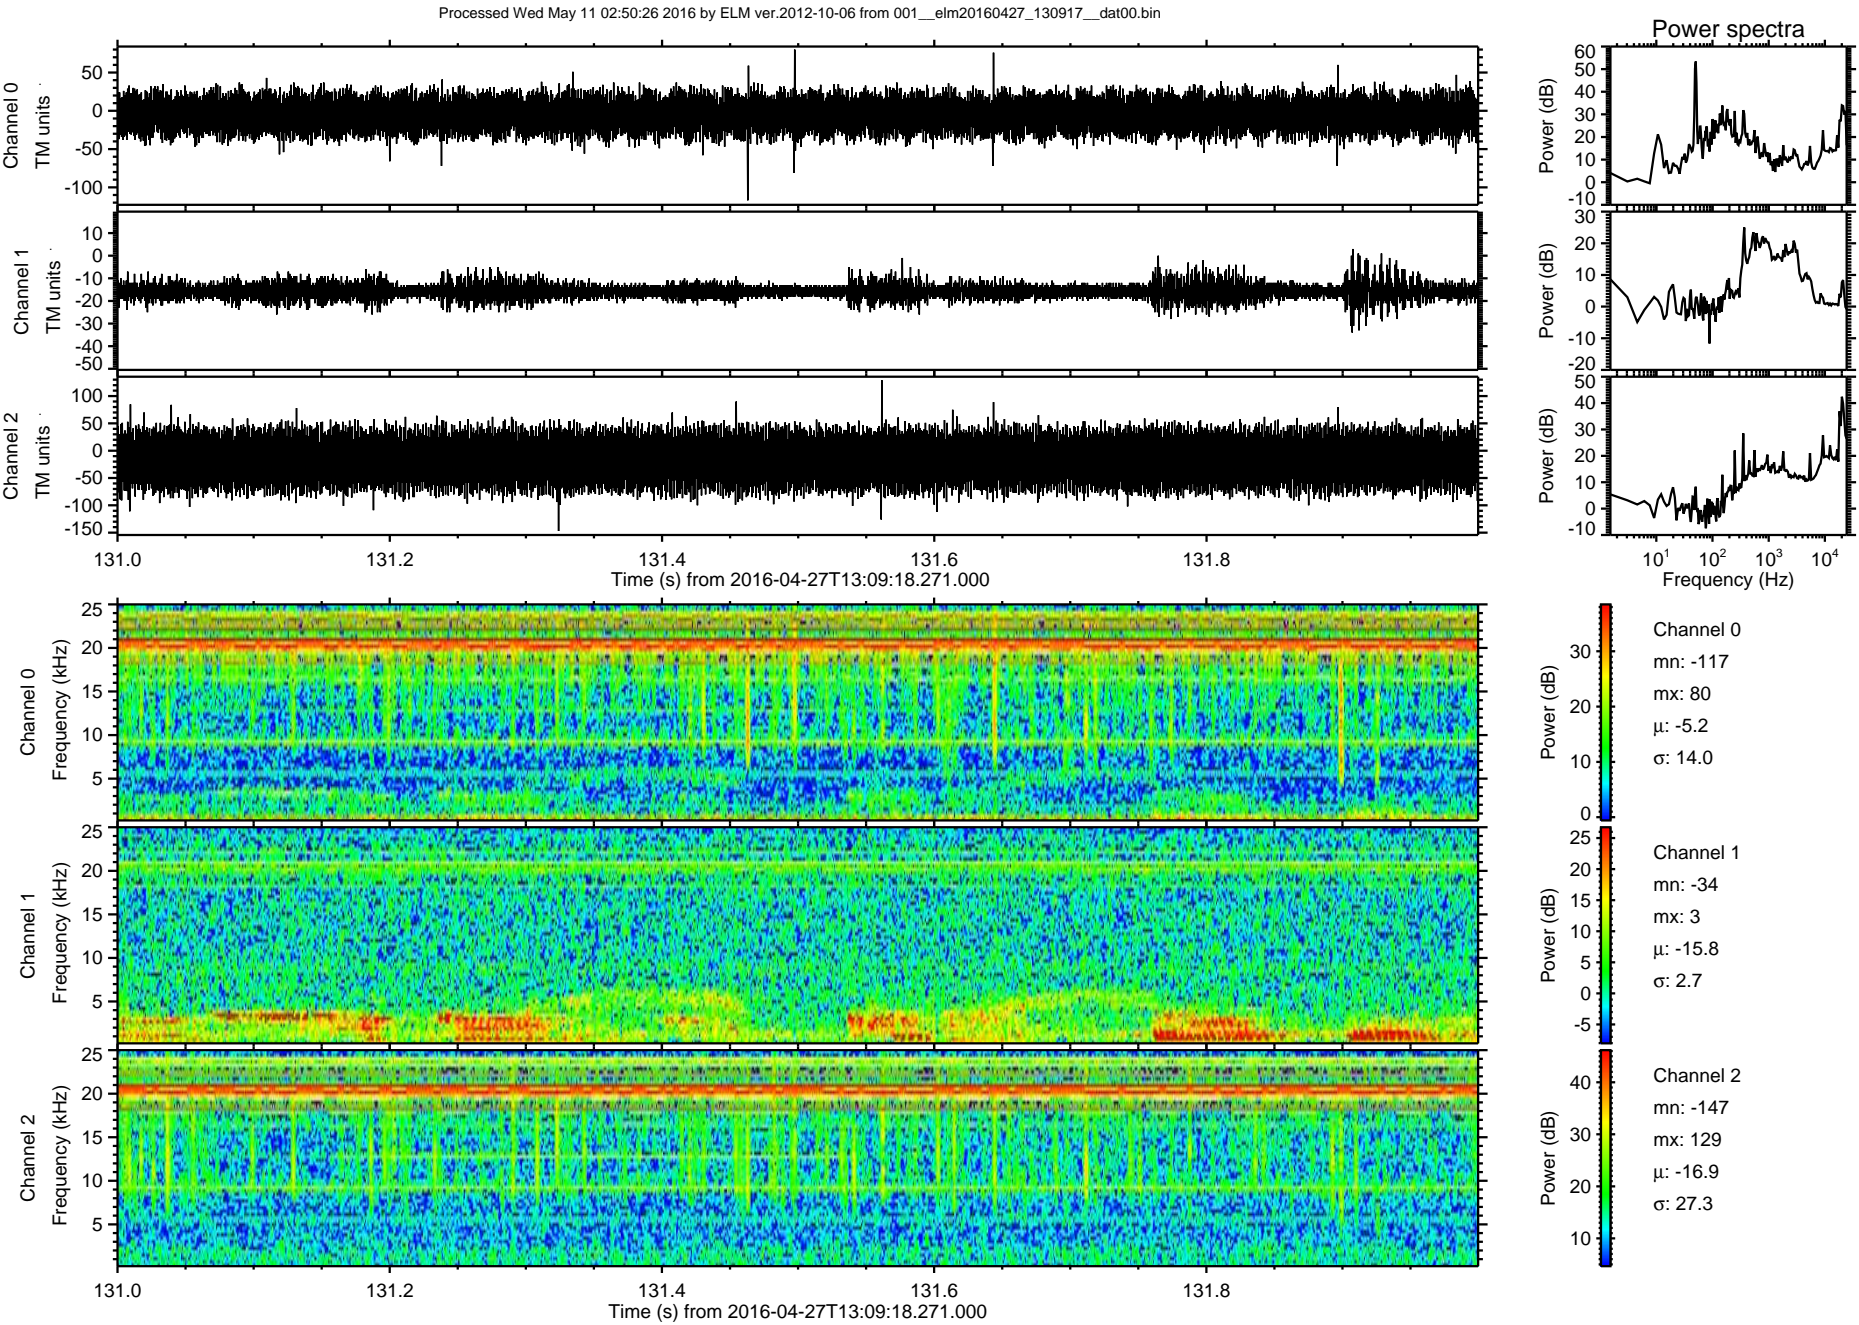 Processed Wed May 11 02:50:26 2016 by ELM ver.2012-10-06 from 001__elm20160427_130917__dat00.bin
Power spectra
Channel 0
TM units
50
0
-50
-100
Power (dB)
60
50
40
30
20
10
0
-10
Channel 1
TM units
10
0
-10
-20
-30
-40
-50
Power (dB)
30
20
10
0
-10
-20
Channel 2
TM units
100
50
0
-50
-100
-150
Power (dB)
50
40
30
20
10
0
-10
131.0 131.2 131.4 131.6 131.8
Time (s) from 2016-04-27T13:09:18.271.000
10¹ 10² 10³ 10⁴
Frequency (Hz)
Channel 0
Frequency (kHz)
25
20
15
10
5
Power (dB)
30
20
10
0
Channel 0
mn: -117
mx: 80
µ: -5.2
σ: 14.0
Channel 1
Frequency (kHz)
25
20
15
10
5
Power (dB)
25
20
15
10
5
0
-5
Channel 1
mn: -34
mx: 3
µ: -15.8
σ: 2.7
Channel 2
Frequency (kHz)
25
20
15
10
5
Power (dB)
40
30
20
10
Channel 2
mn: -147
mx: 129
µ: -16.9
σ: 27.3
131.0 131.2 131.4 131.6 131.8
Time (s) from 2016-04-27T13:09:18.271.000